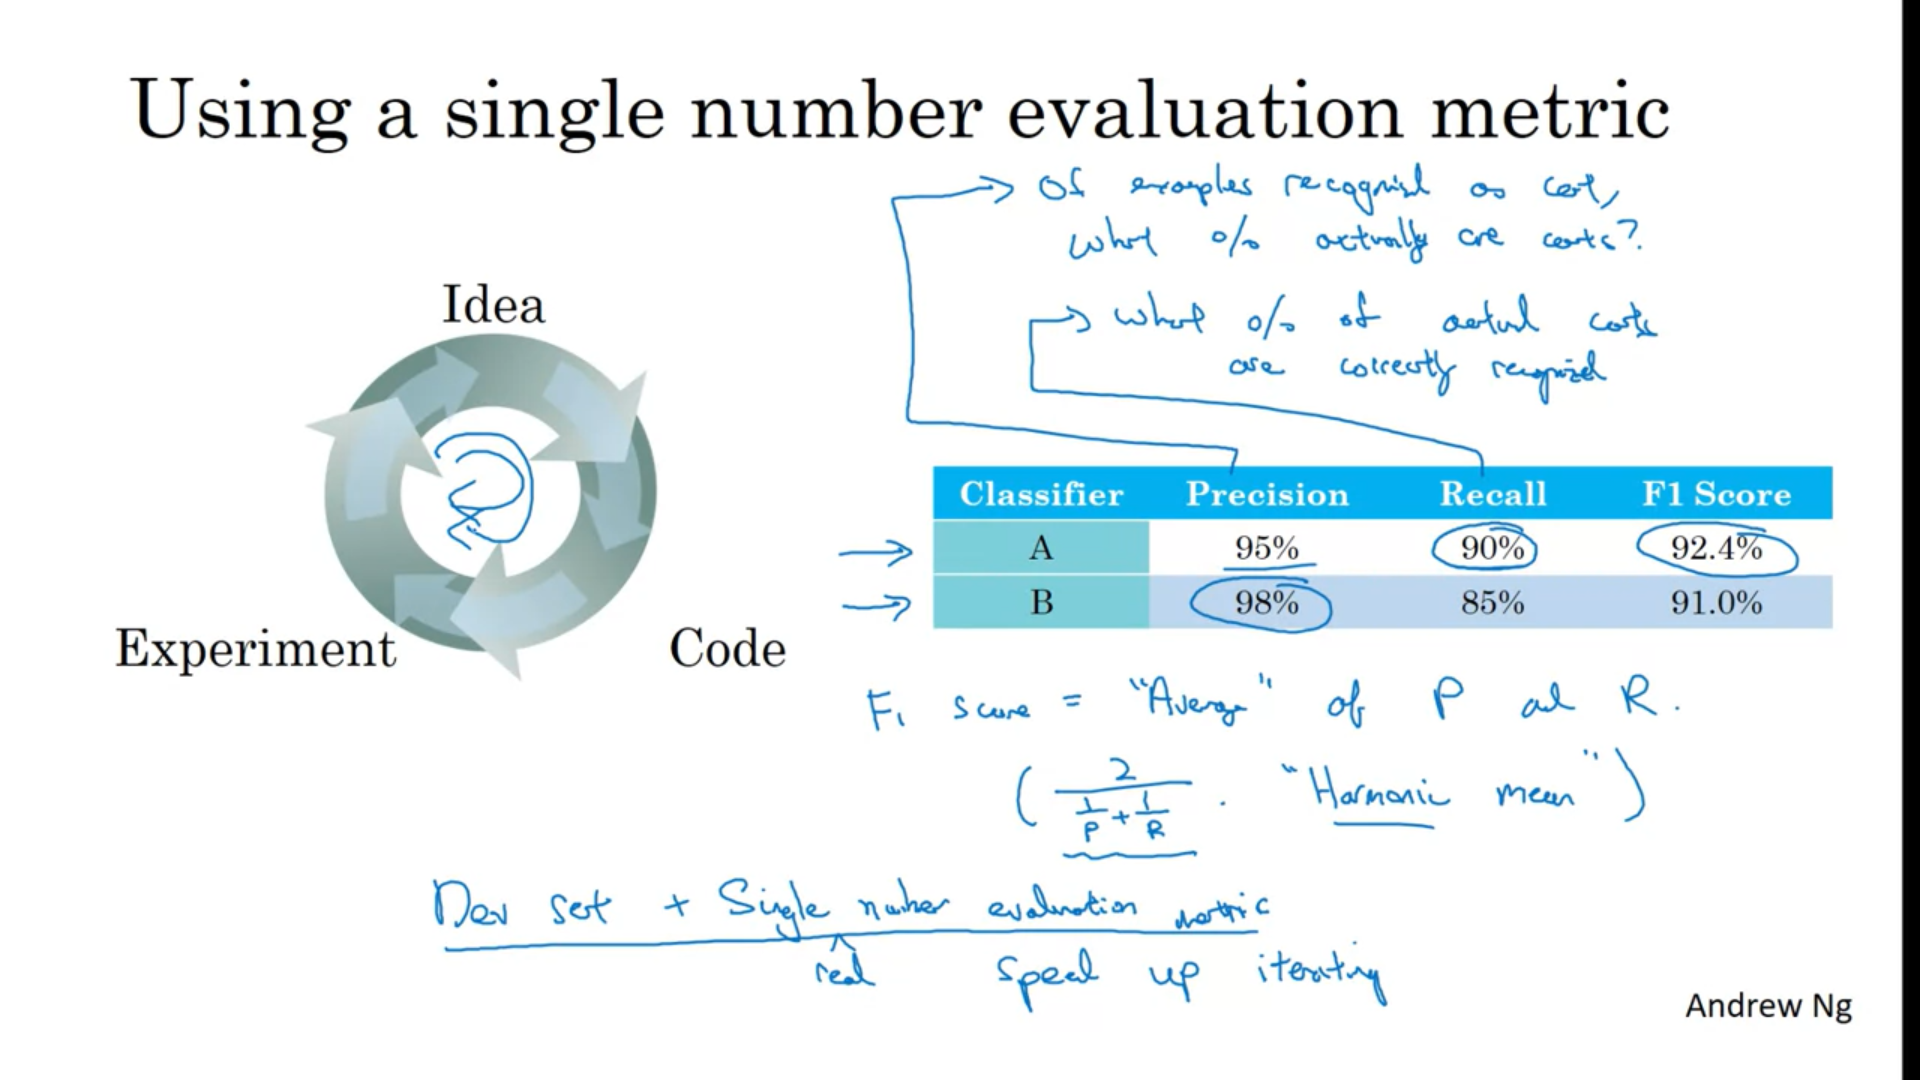 Using a single number evaluation metric
→ Of examples recognized as cat,
what % actually are cats?
→ what % of actual cats
are correctly recognized
Idea
Experiment
Code
Classifier Precision Recall F1 Score
→ A 95% 90% 92.4%
→ B 98% 85% 91.0%
F₁ score = "Average" of P and R.
( 2 / (1/P + 1/R) . "Harmonic mean" )
Dev set + Single number evaluation metric
real speed up iterating
Andrew Ng